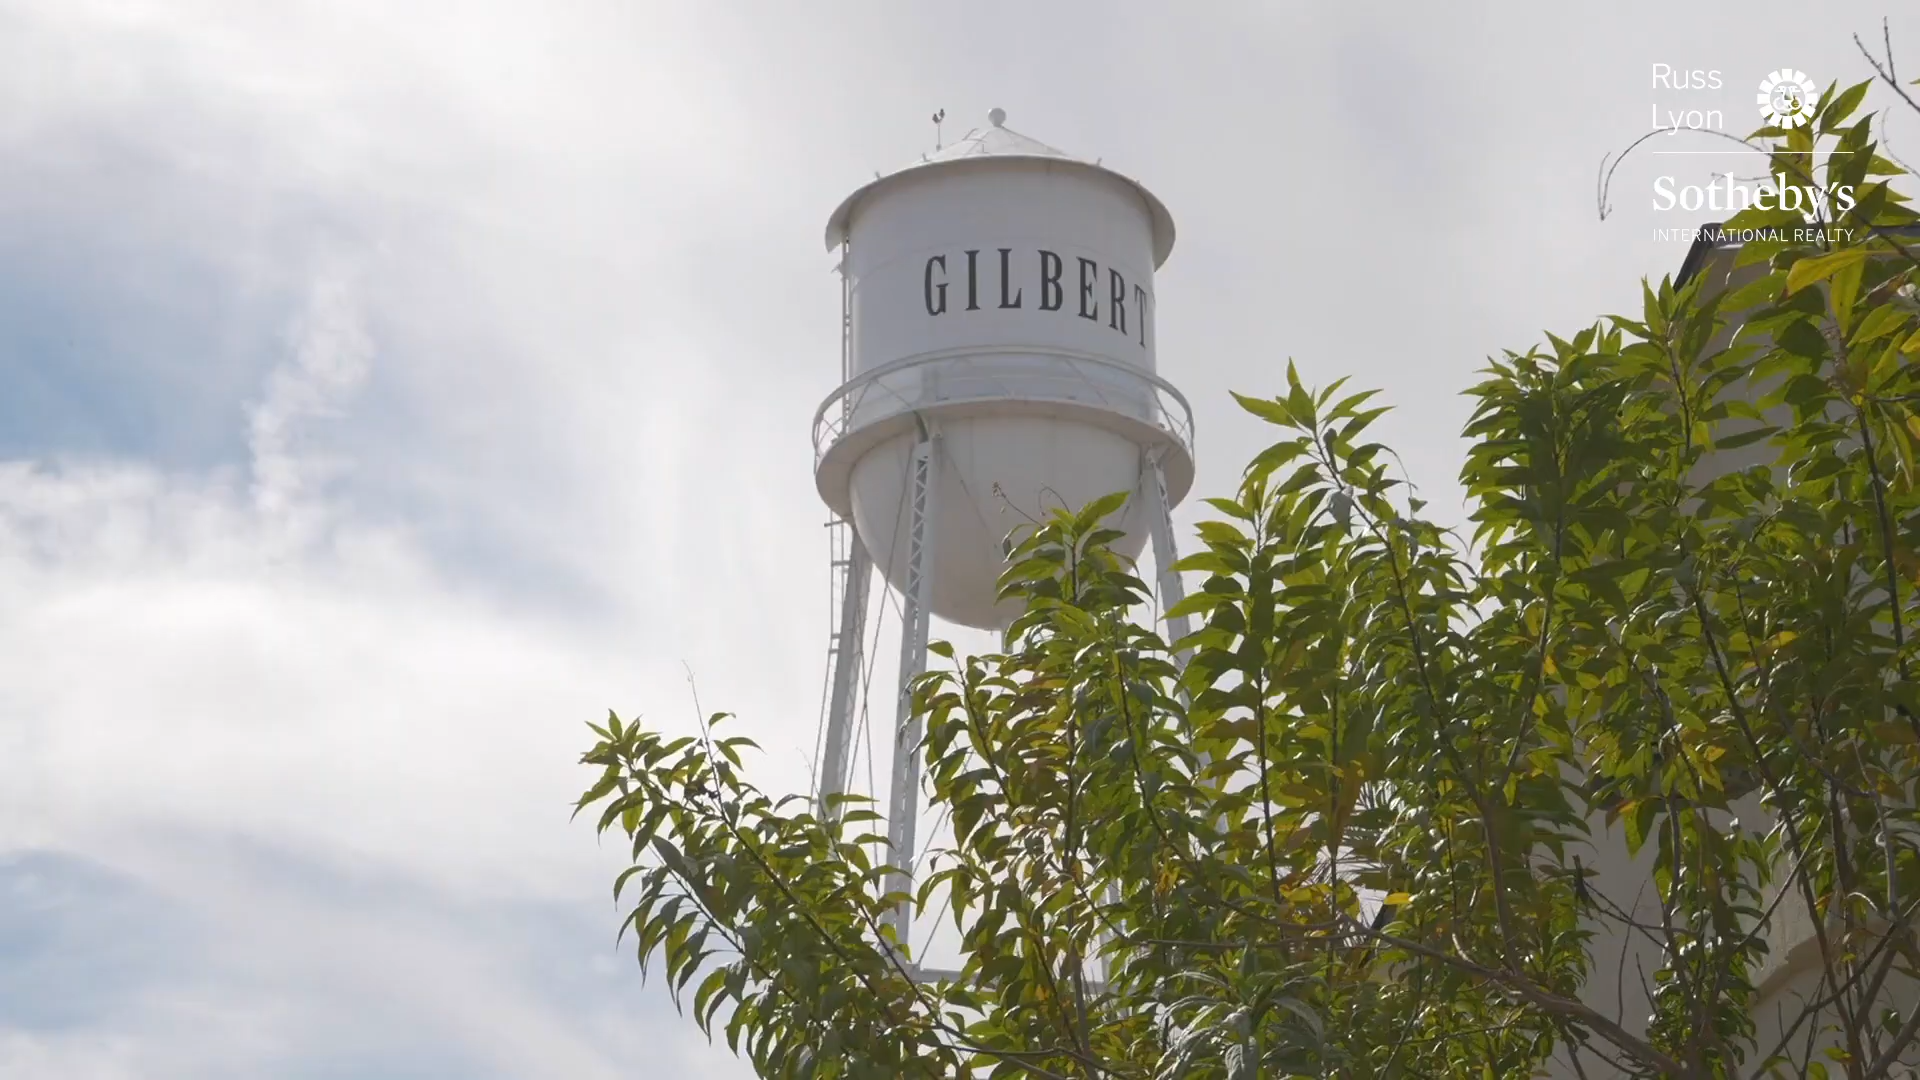 GILBERT
Russ
Lyon
Sotheby's
INTERNATIONAL REALTY